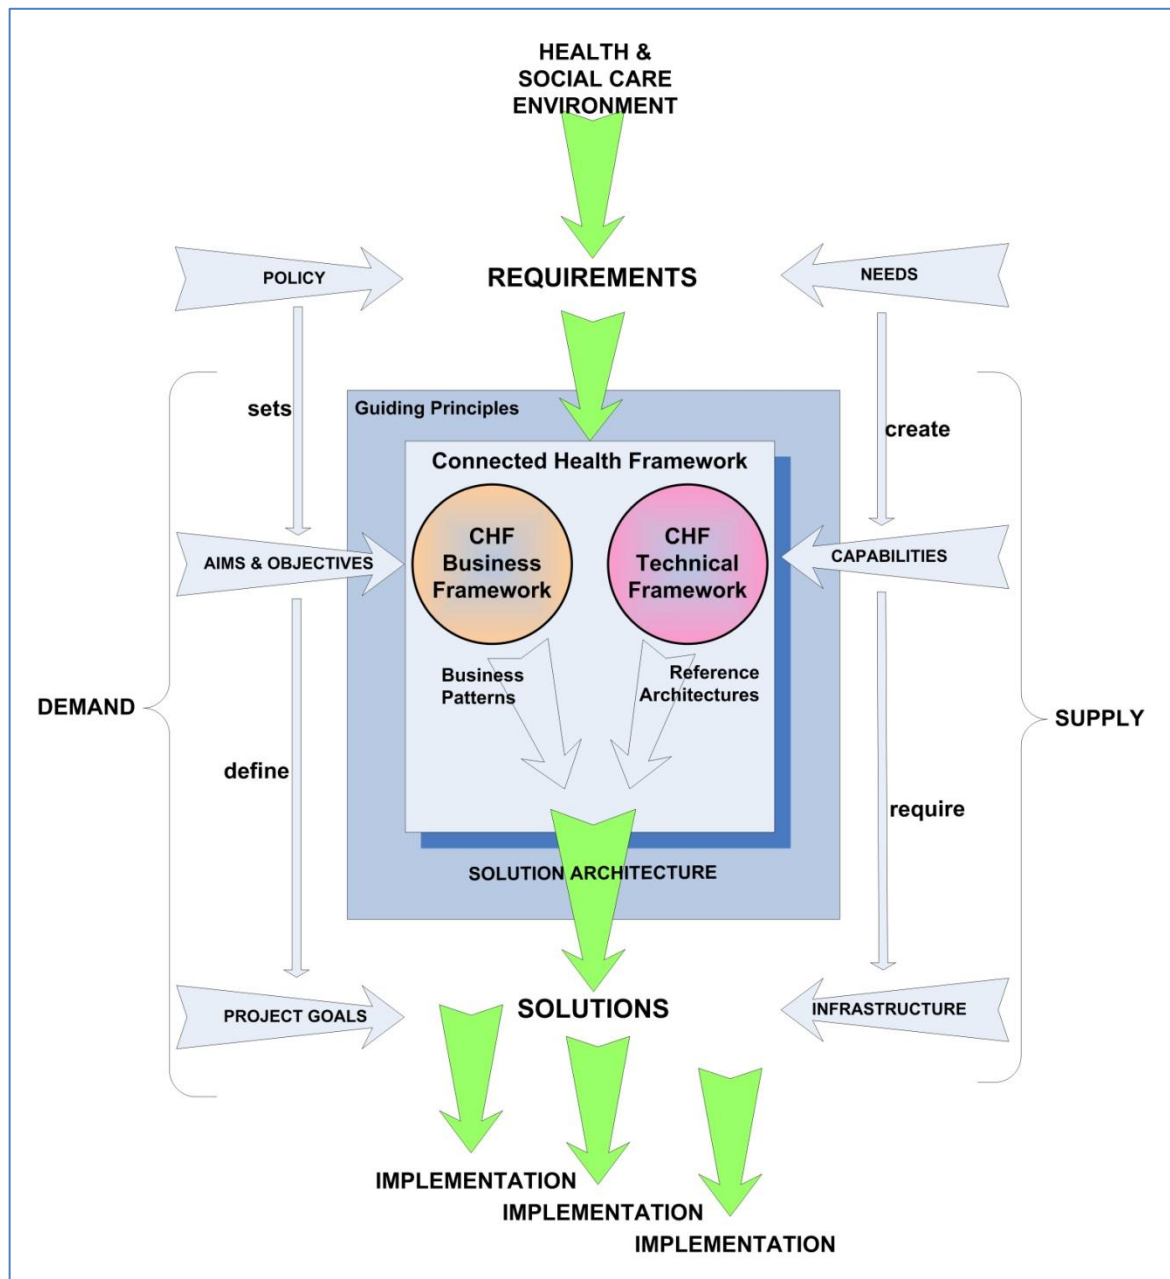 HEALTH &
SOCIAL CARE
ENVIRONMENT
POLICY
REQUIREMENTS
NEEDS
sets
Guiding Principles
create
Connected Health Framework
CHF
Business
Framework
CHF
Technical
Framework
AIMS & OBJECTIVES
CAPABILITIES
Business
Patterns
Reference
Architectures
DEMAND
SUPPLY
define
require
SOLUTION ARCHITECTURE
PROJECT GOALS
SOLUTIONS
INFRASTRUCTURE
IMPLEMENTATION
IMPLEMENTATION
IMPLEMENTATION